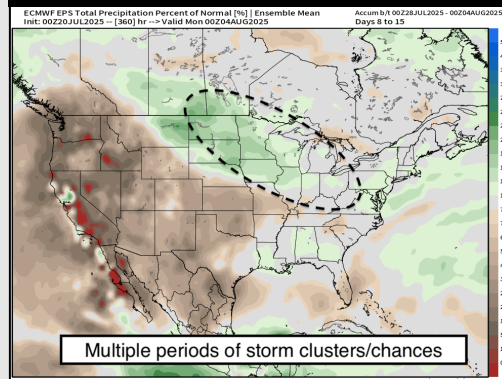 ECMWF EPS Total Precipitation Percent of Normal [%] | Ensemble Mean
Init: 00Z20JUL2025 -- [360] hr --> Valid Mon 00Z04AUG2025
Accum b/t 00Z28JUL2025 - 00Z04AUG2025
Days 8 to 15
Multiple periods of storm clusters/chances